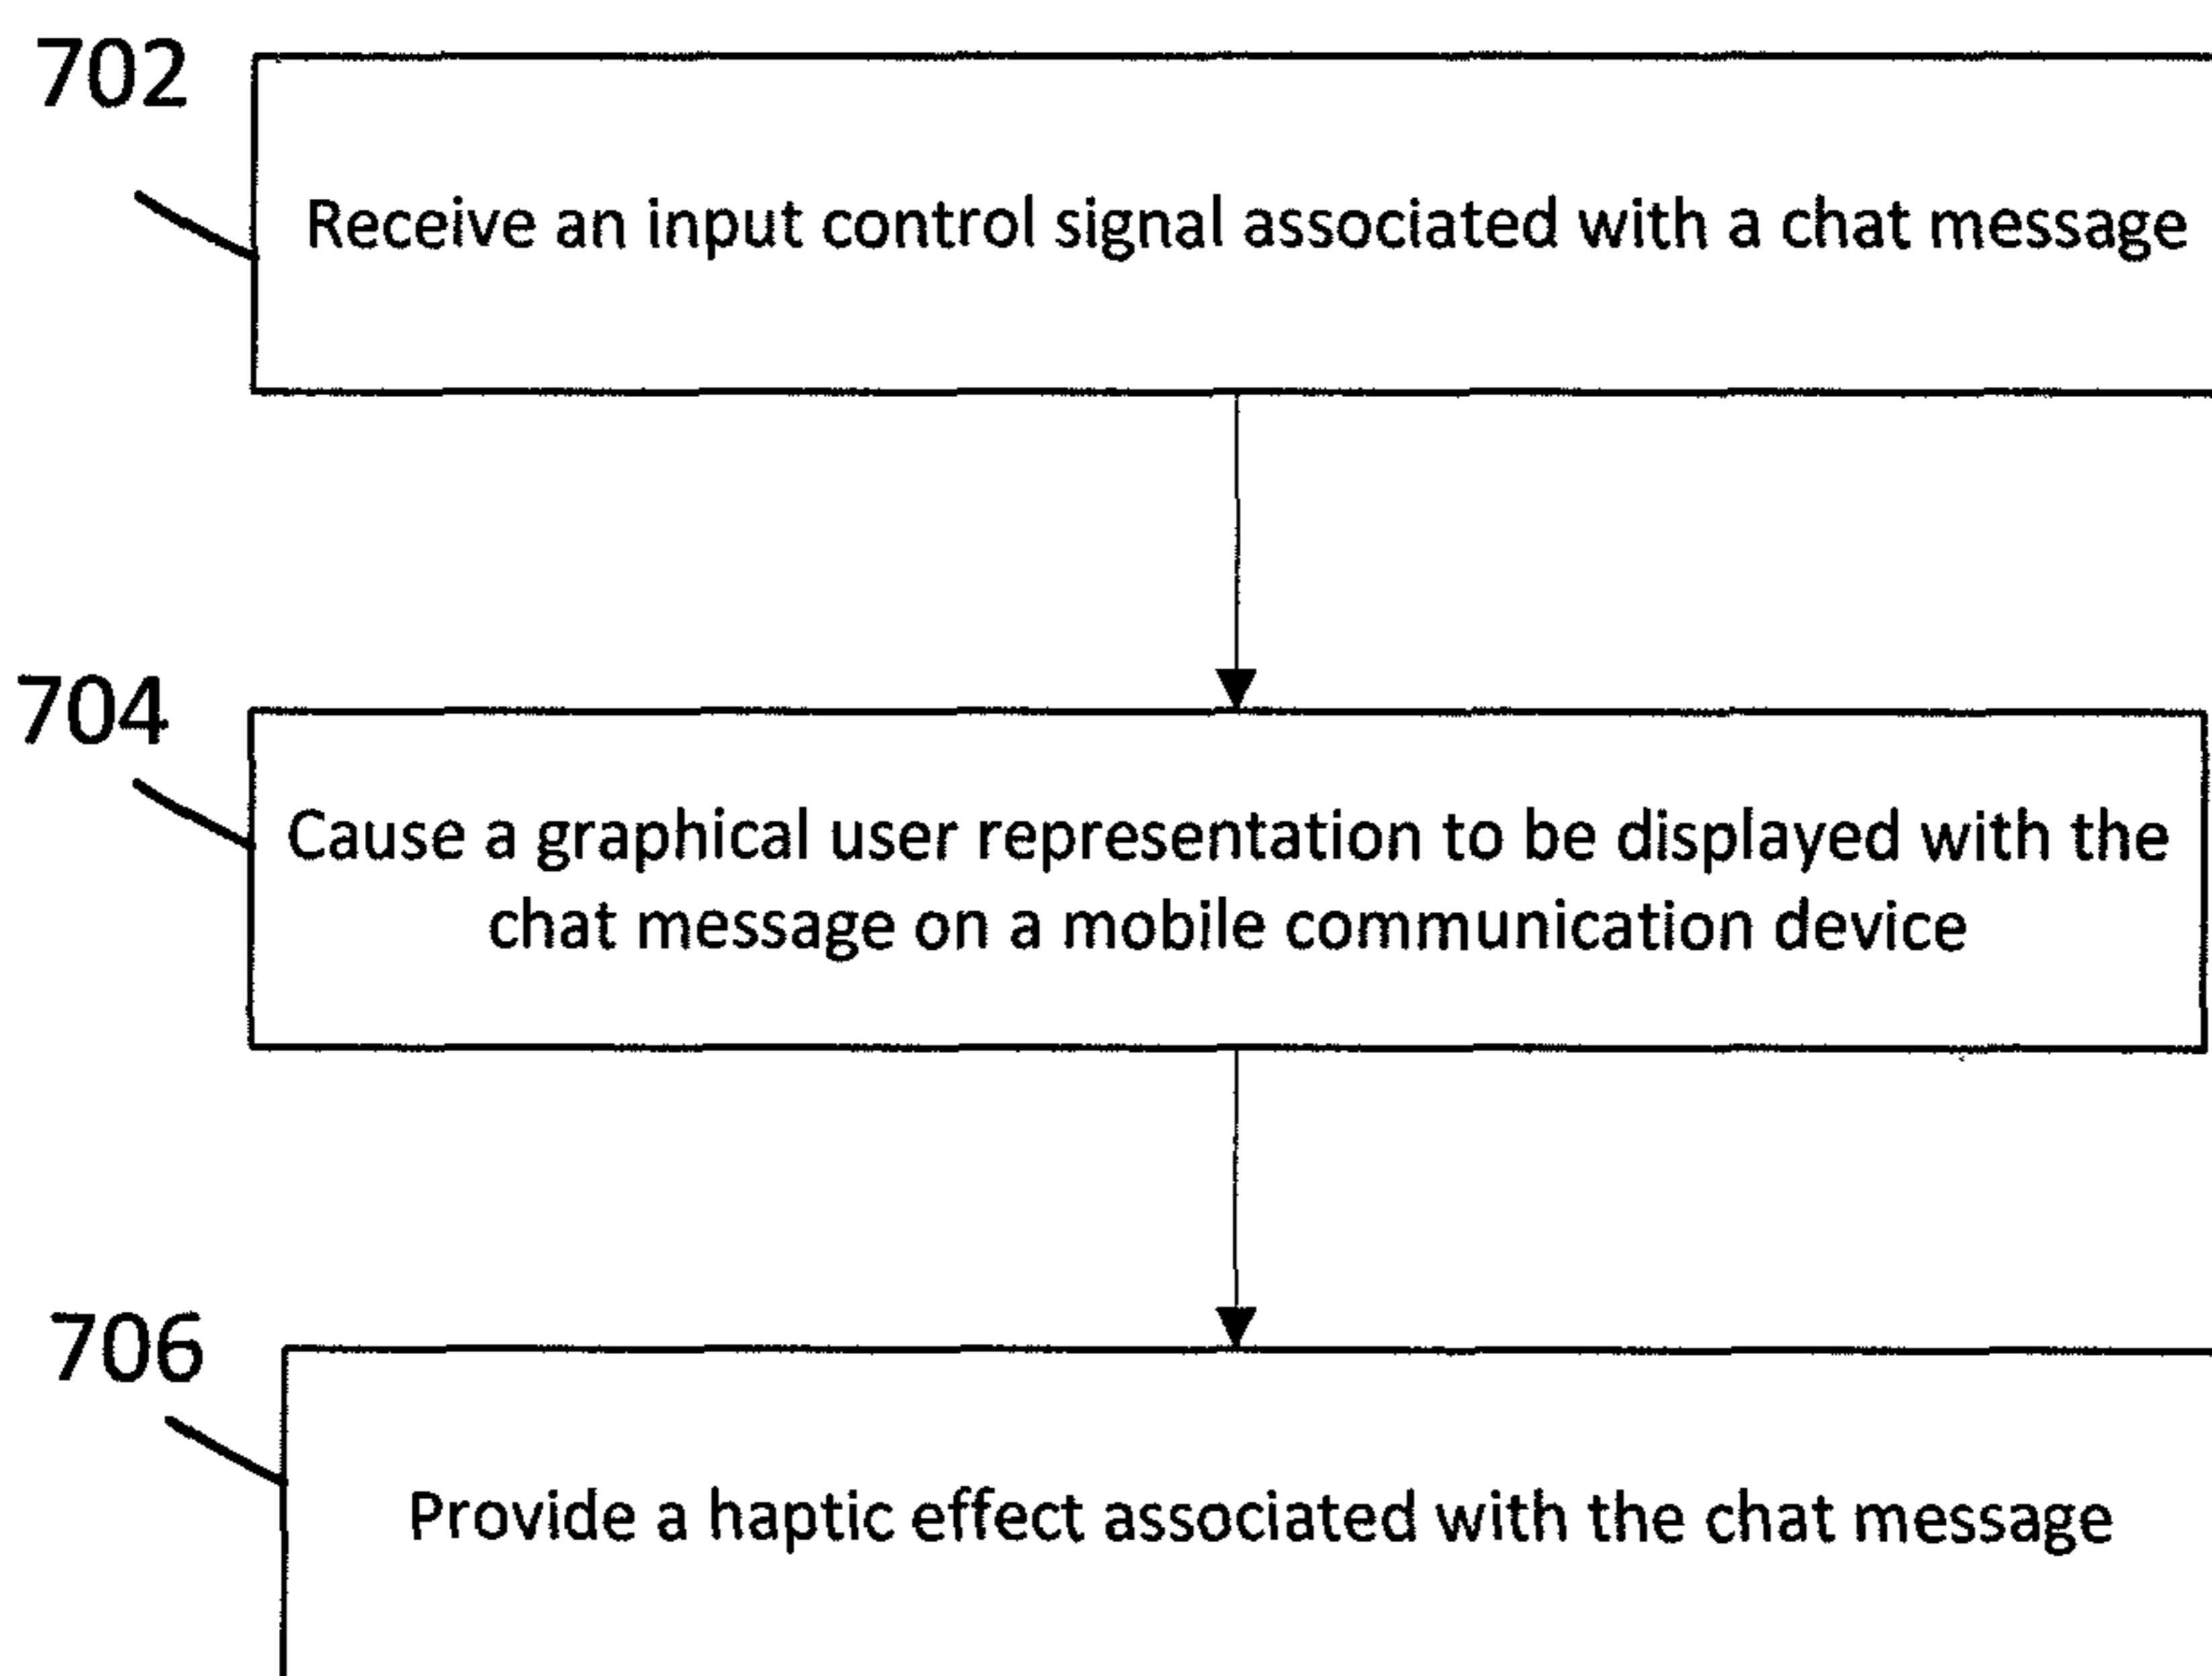 702
Receive an input control signal associated with a chat message
704
Cause a graphical user representation to be displayed with the
chat message on a mobile communication device
706
Provide a haptic effect associated with the chat message